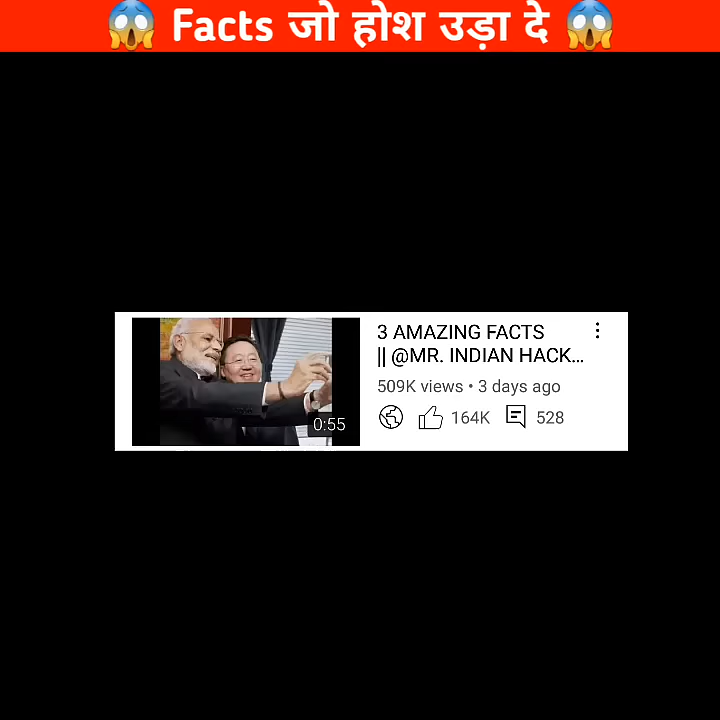 😱 Facts जो होश उड़ा दे 😱
3 AMAZING FACTS
|| @MR. INDIAN HACK...
509K views • 3 days ago
164K 528
0:55